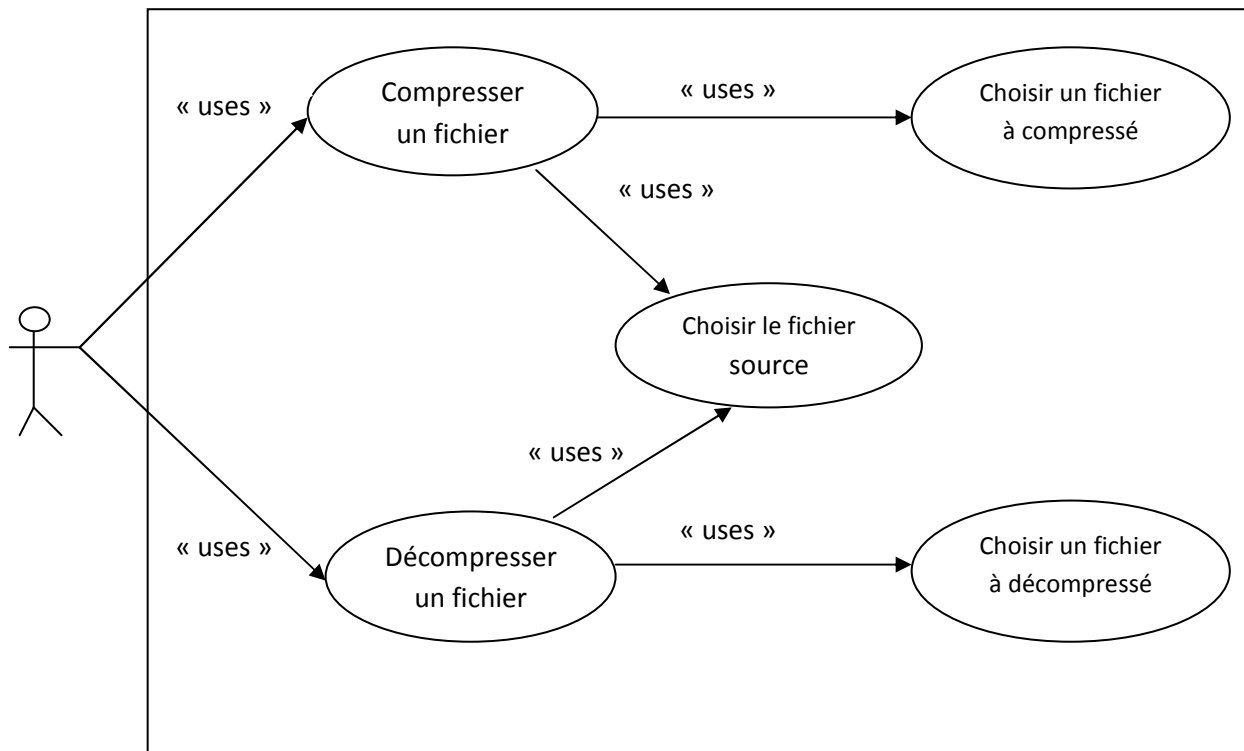 « uses »
Compresser
un fichier
« uses »
Choisir un fichier
à compressé
« uses »
Choisir le fichier
source
« uses »
« uses »
Décompresser
un fichier
« uses »
Choisir un fichier
à décompressé